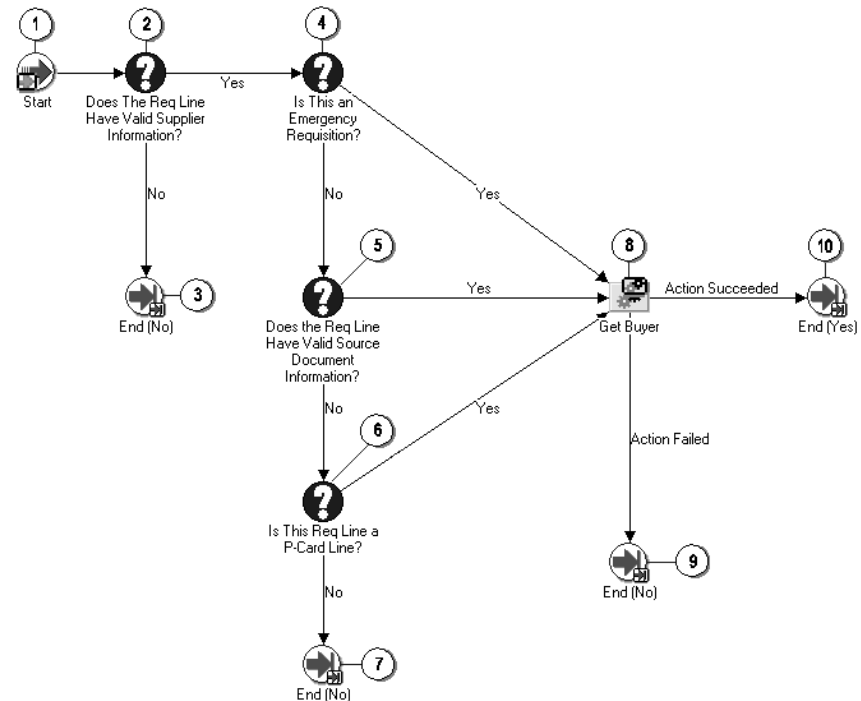 1
2
4
Start
Does The Req Line
Have Valid Supplier
Information?
Yes
Is This an
Emergency
Requisition?
No
No
Yes
3
End (No)
5
Does the Req Line
Have Valid Source
Document
Information?
Yes
8
Get Buyer
Action Succeeded
10
End (Yes)
No
6
Yes
Is This Req Line a
P-Card Line?
Action Failed
9
End (No)
No
7
End (No)